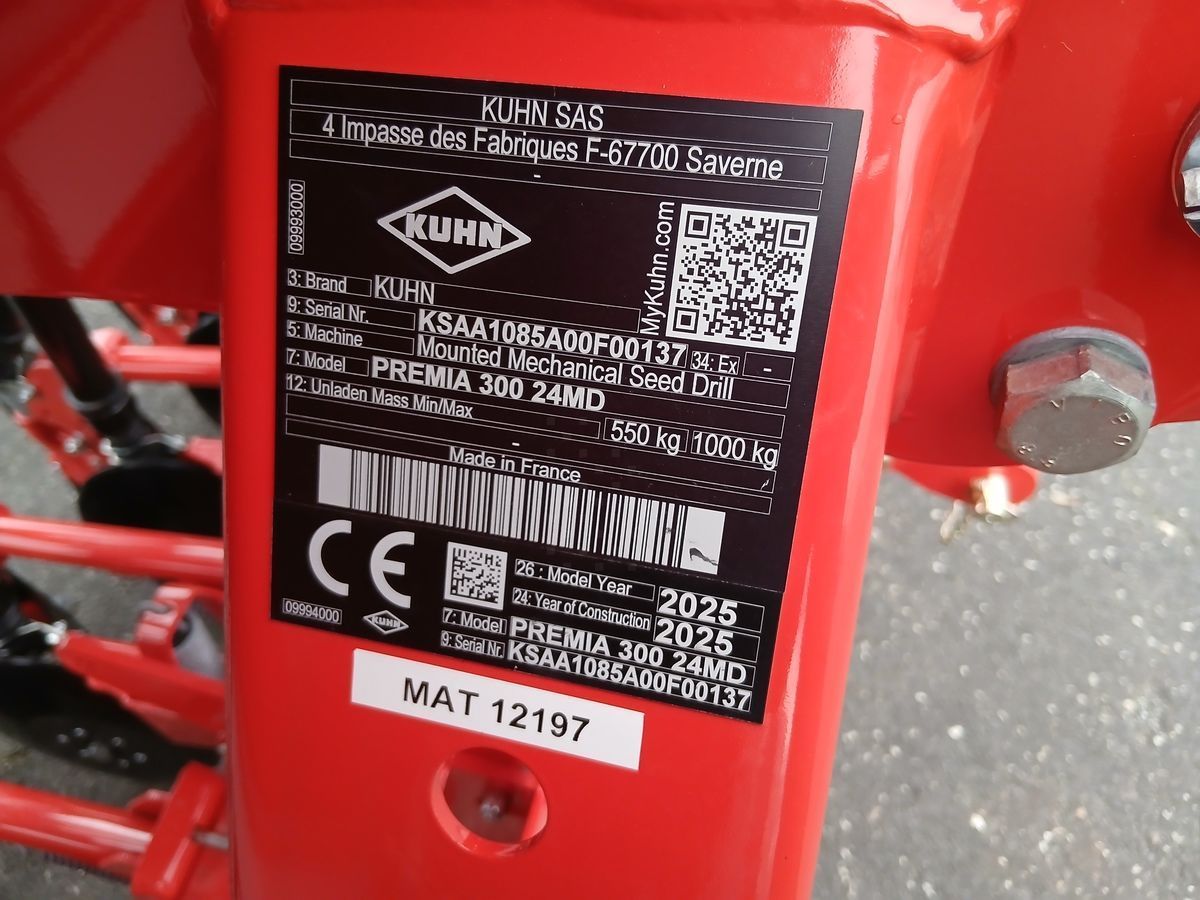 KUHN SAS
4 Impasse des Fabriques F-67700 Saverne
-
09993000
KUHN
MyKuhn.com
3: Brand KUHN
9: Serial Nr. KSAA1085A00F00137 34: Ex -
5: Machine Mounted Mechanical Seed Drill
7: Model PREMIA 300 24MD
12: Unladen Mass Min/Max 550 kg 1000 kg
-
Made in France
CE
09994000
KUHN
26 : Model Year 2025
24: Year of Construction 2025
7: Model PREMIA 300 24MD
9: Serial Nr. KSAA1085A00F00137
MAT 12197